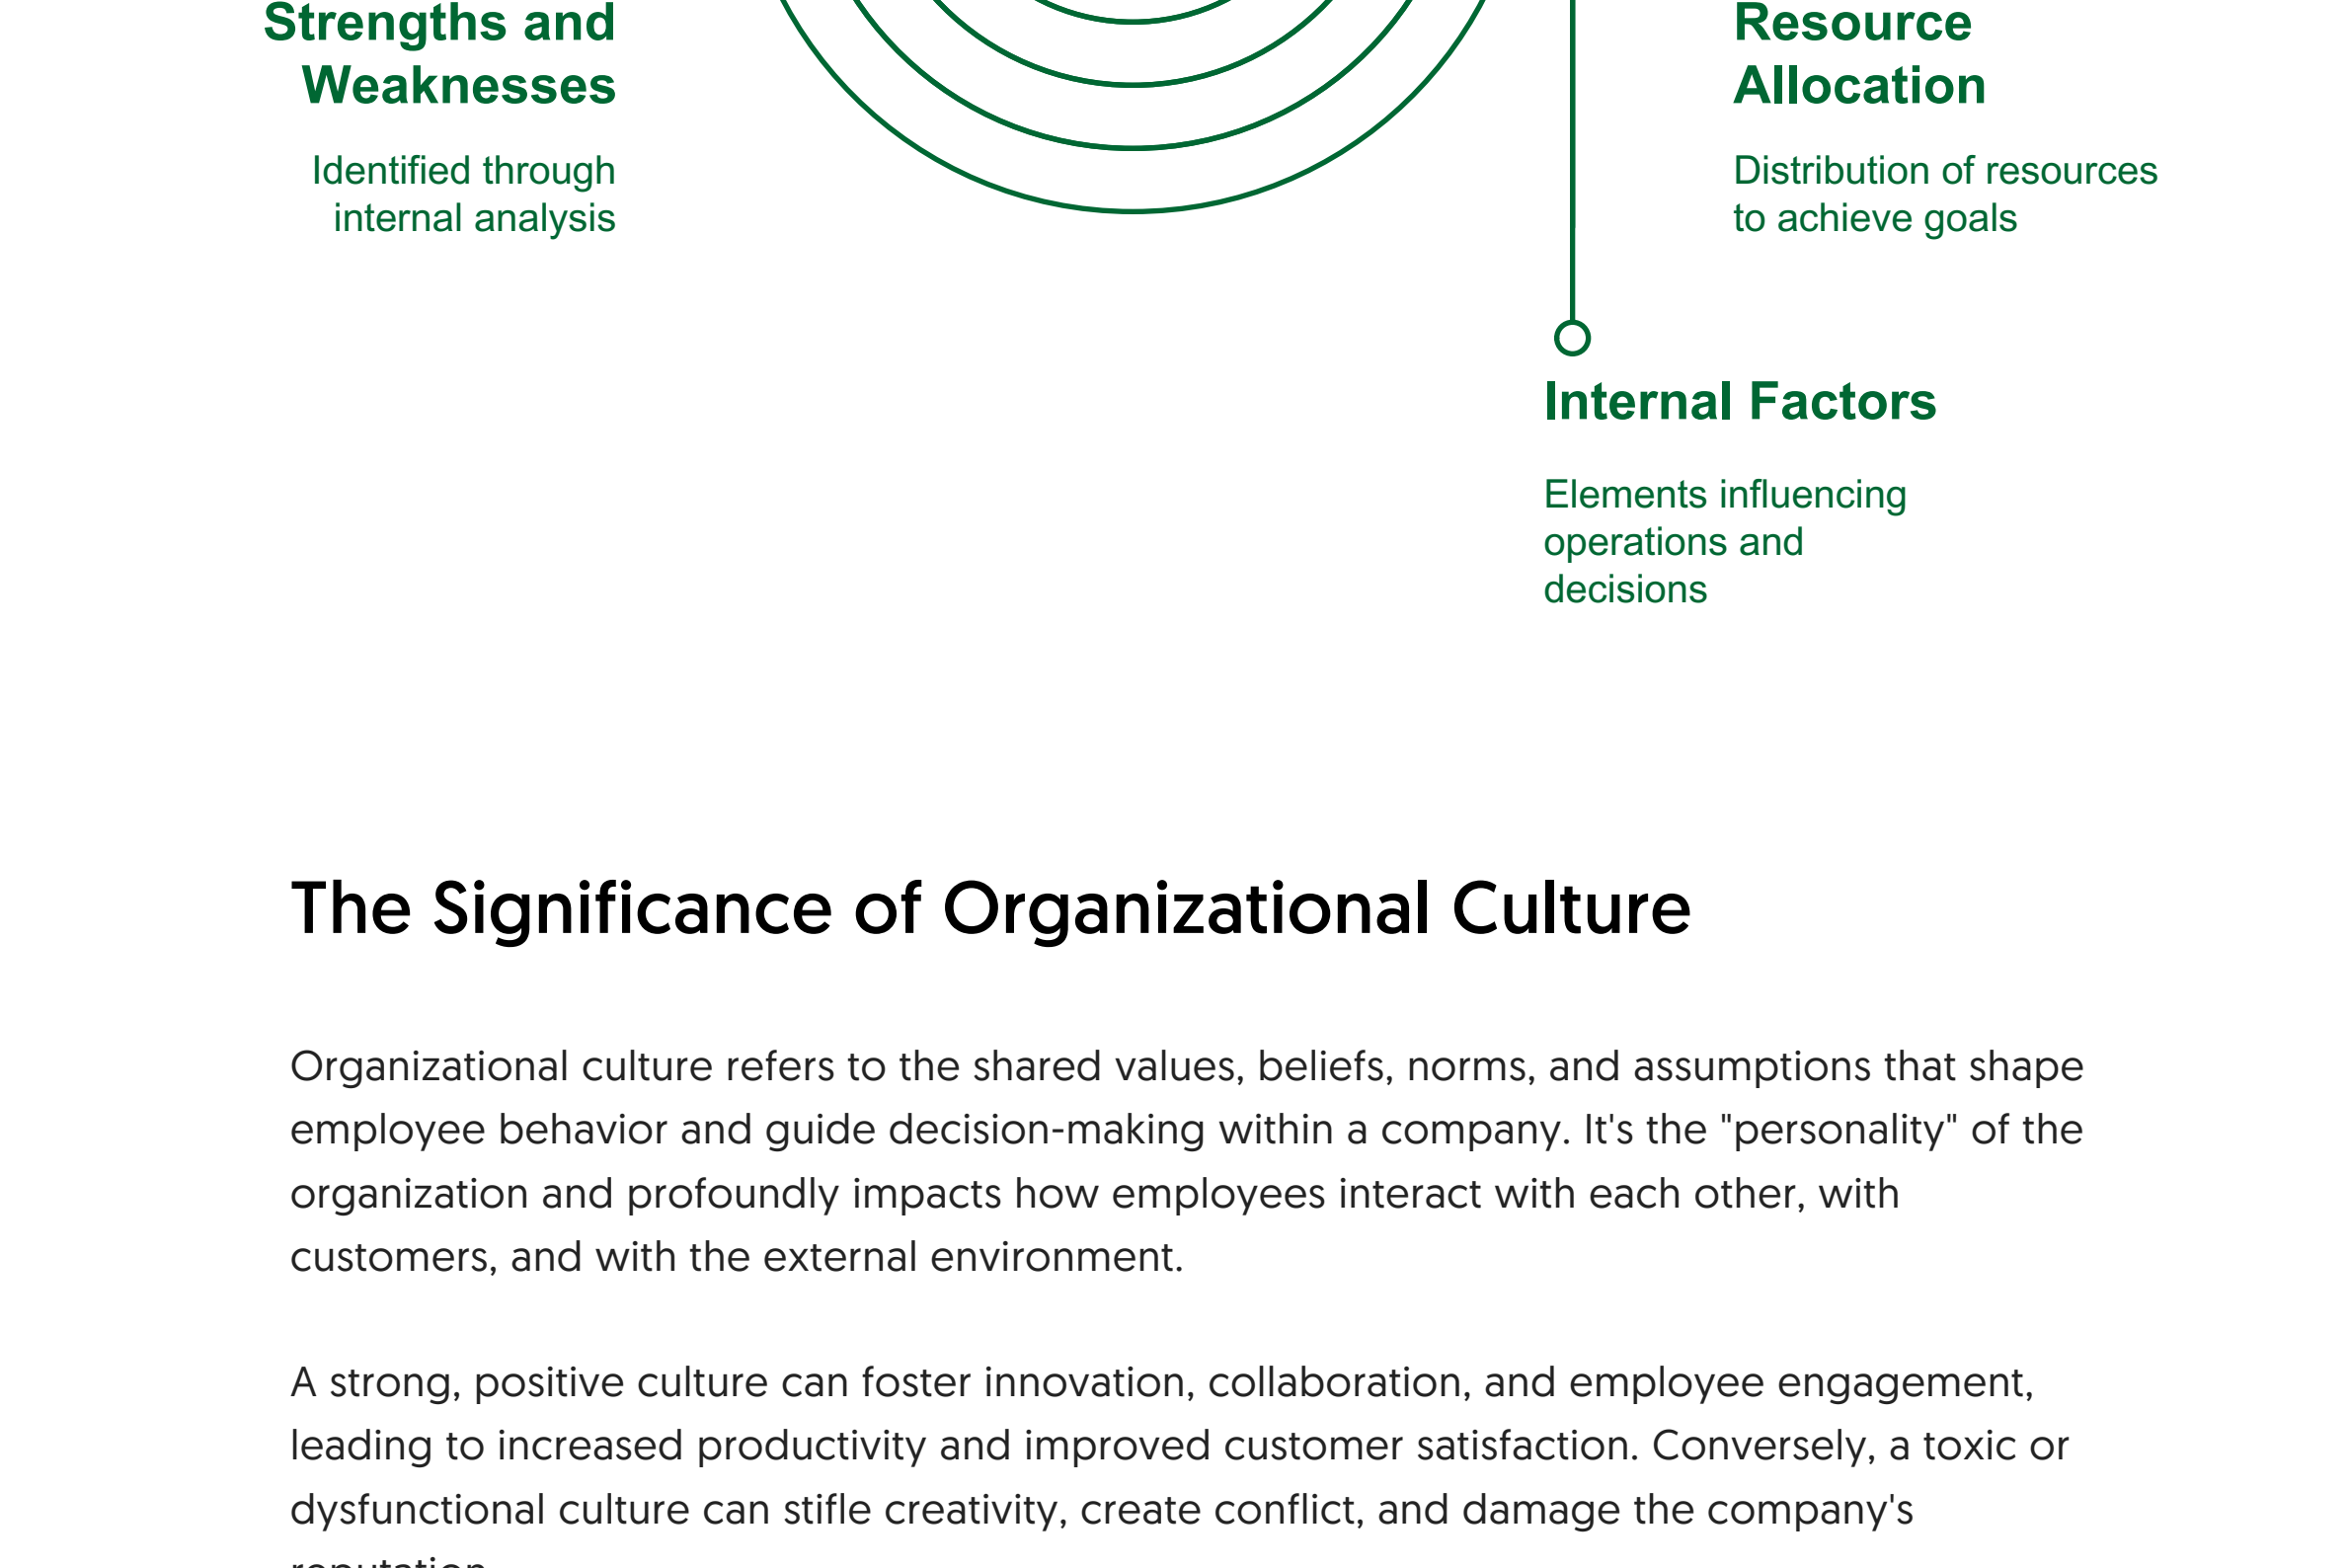 Strengths and
Weaknesses
Identified through
internal analysis
Resource
Allocation
Distribution of resources
to achieve goals
Internal Factors
Elements influencing
operations and
decisions
The Significance of Organizational Culture
Organizational culture refers to the shared values, beliefs, norms, and assumptions that shape
employee behavior and guide decision-making within a company. It's the "personality" of the
organization and profoundly impacts how employees interact with each other, with
customers, and with the external environment.
A strong, positive culture can foster innovation, collaboration, and employee engagement,
leading to increased productivity and improved customer satisfaction. Conversely, a toxic or
dysfunctional culture can stifle creativity, create conflict, and damage the company's
reputation.